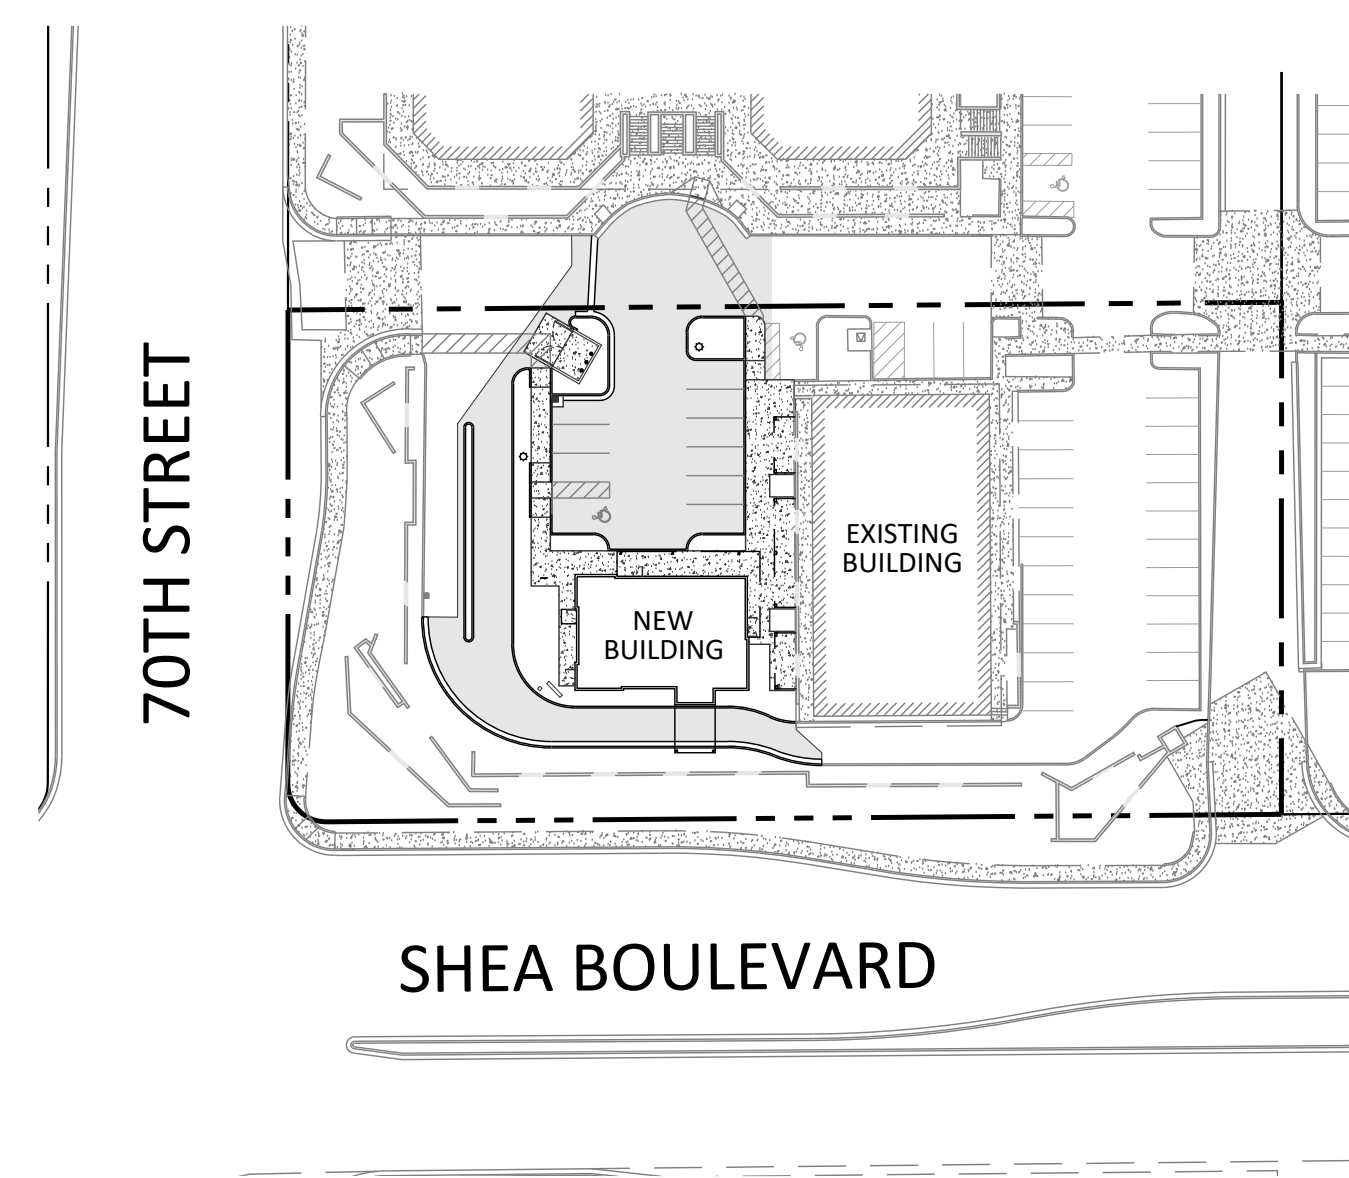 70TH STREET
EXISTING
BUILDING
NEW
BUILDING
SHEA BOULEVARD